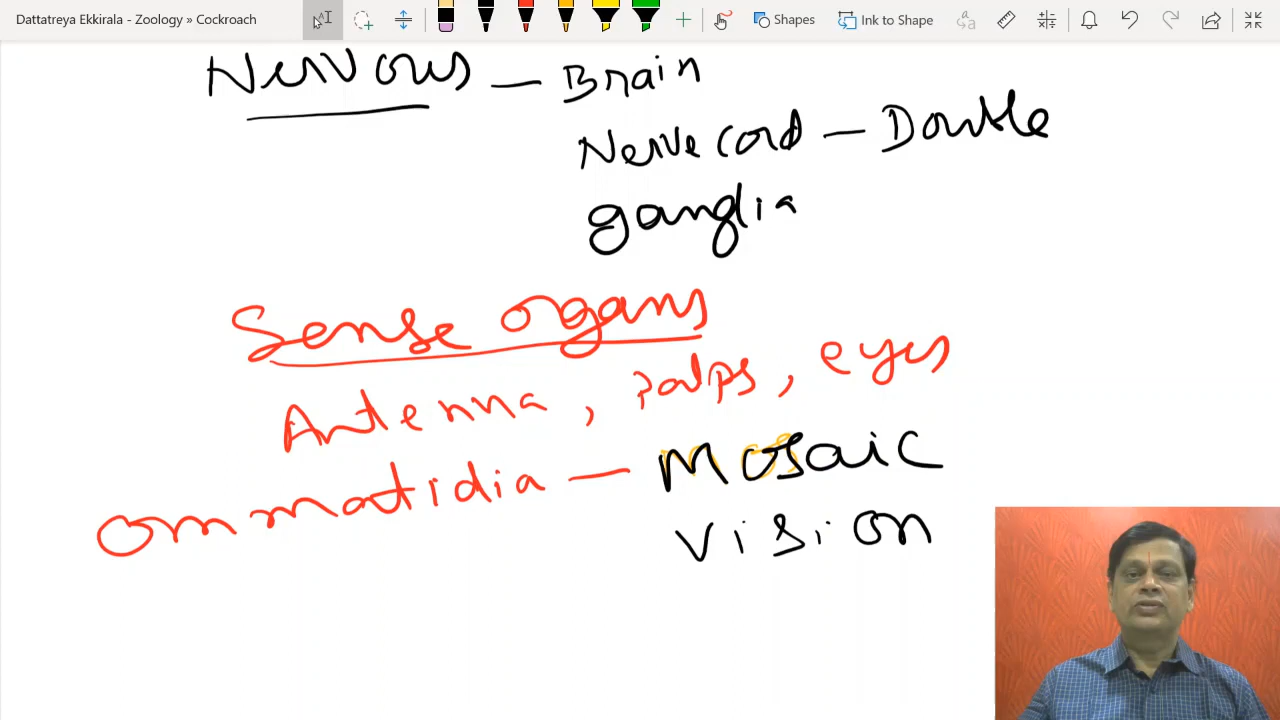 Dattatreya Ekkirala - Zoology » Cockroach
Shapes
Ink to Shape
Nervous - Brain
Nerve cord - Double
ganglia
Sense organs
Antenna, palps, eyes
ommatidia - Mosaic
vision